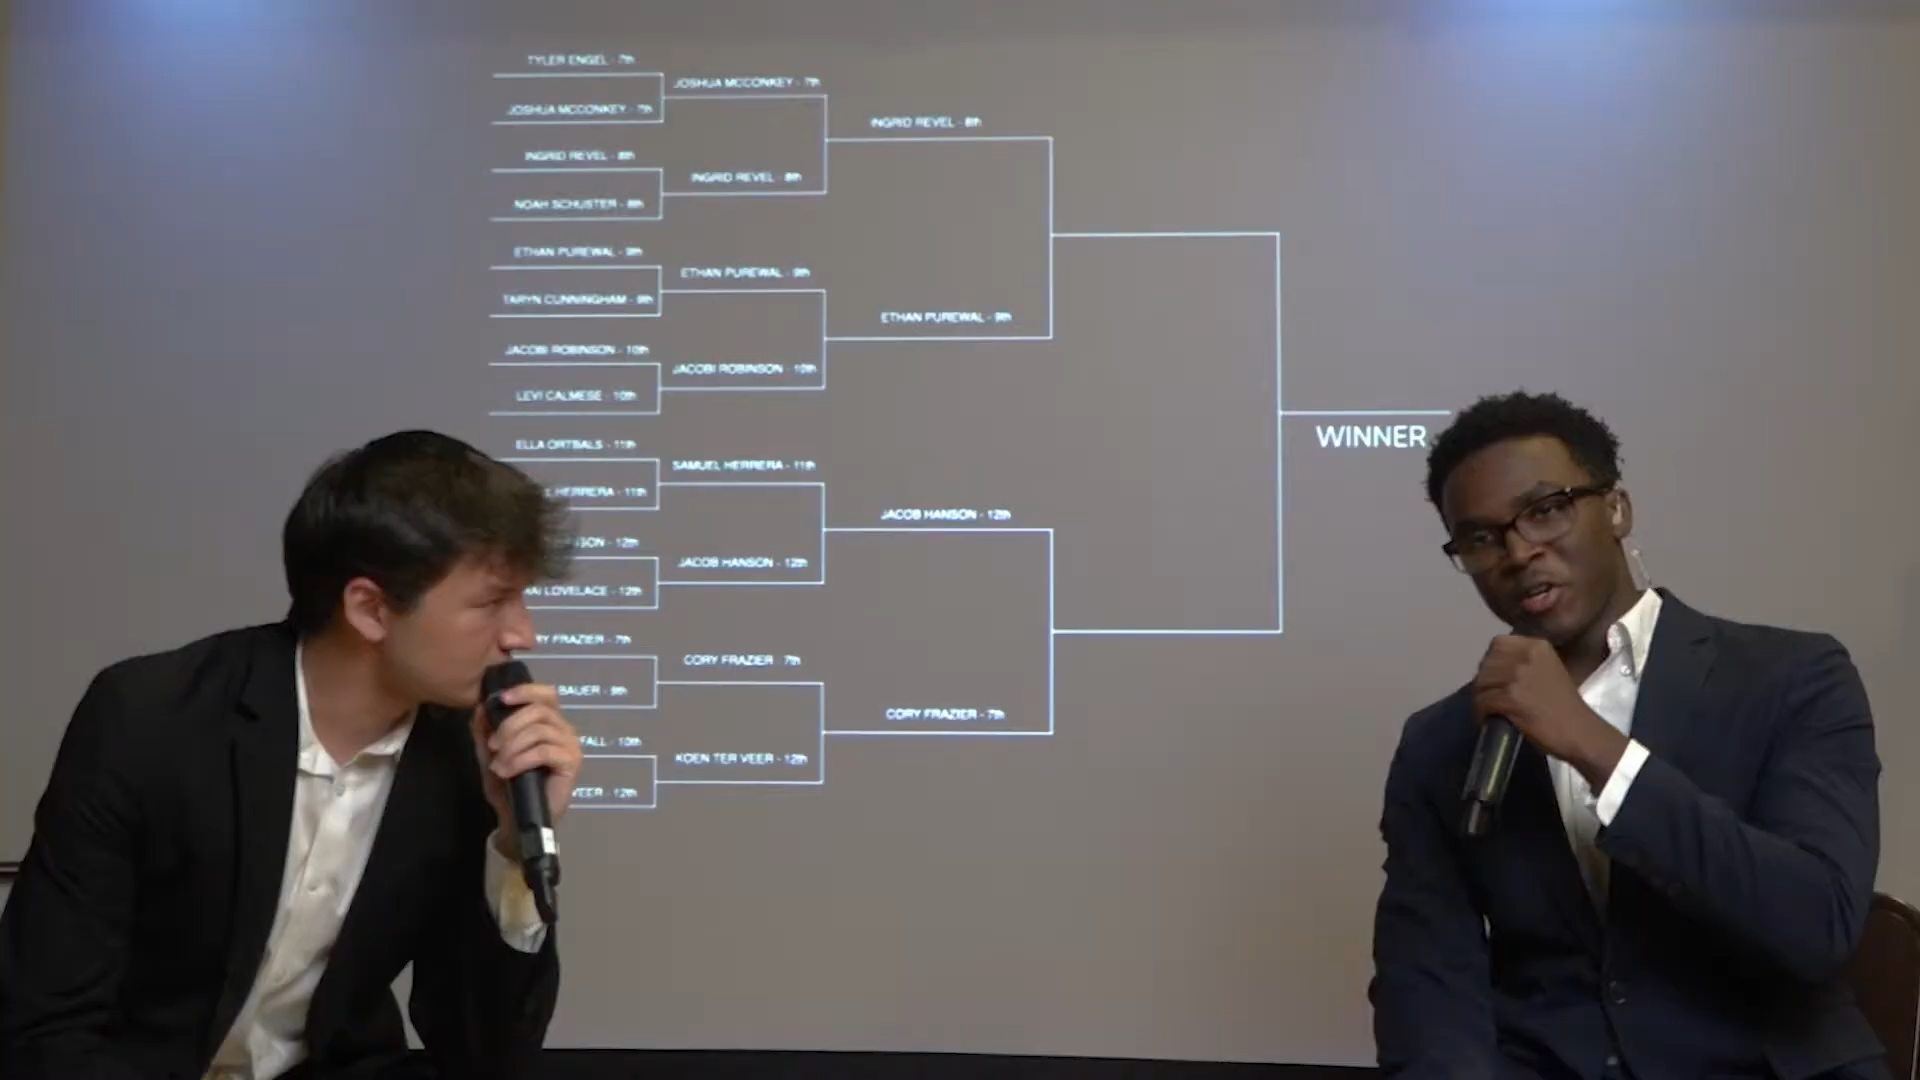 TYLER ENGEL - 7th
JOSHUA MCCONKEY - 7th
INGRID REVEL - 8th
NOAH SCHUSTER - 8th
ETHAN PUREWAL - 9th
TARYN CUNNINGHAM - 9th
JACOBI ROBINSON - 10th
LEVI CALMESE - 10th
ELLA ORTBALS - 11th
HERRERA - 11th
SON - 12th
LOVELACE - 12th
RY FRAZIER - 7th
BAUER - 9th
FALL - 10th
VEER - 12th
JOSHUA MCCONKEY - 7th
INGRID REVEL - 8th
ETHAN PUREWAL - 9th
JACOBI ROBINSON - 10th
SAMUEL HERRERA - 11th
JACOB HANSON - 12th
CORY FRAZIER - 7th
KOEN TER VEER - 12th
INGRID REVEL - 8th
ETHAN PUREWAL - 9th
JACOB HANSON - 12th
CORY FRAZIER - 7th
WINNER